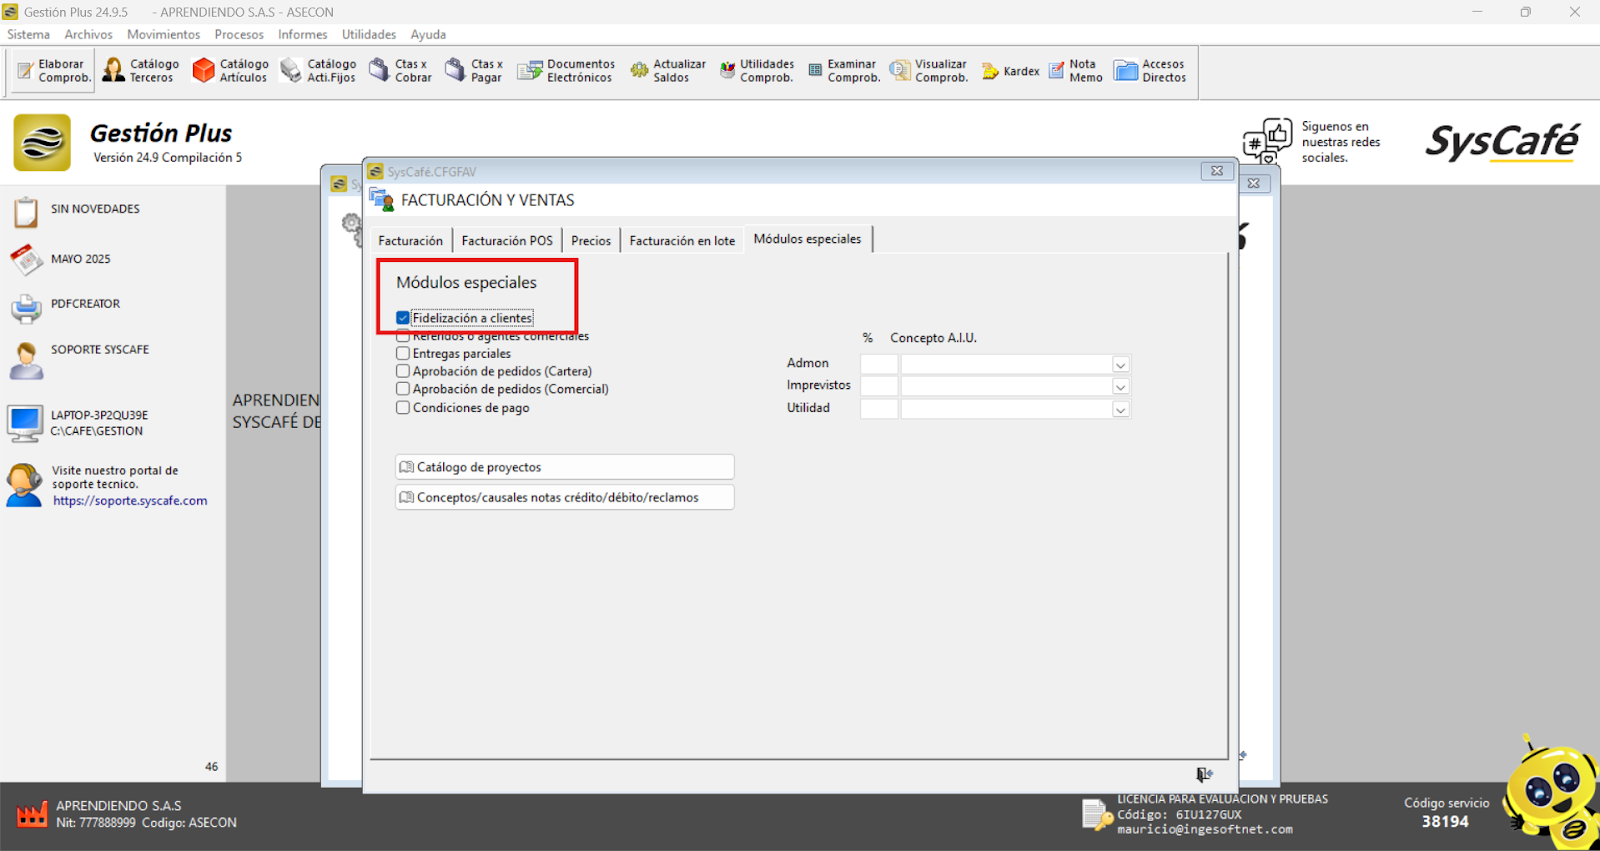 Gestión Plus 24.9.5 - APRENDIENDO S.A.S - ASECON
Sistema Archivos Movimientos Procesos Informes Utilidades Ayuda
Elaborar Comprob.
Catálogo Terceros
Catálogo Artículos
Catálogo Acti.Fijos
Ctas x Cobrar
Ctas x Pagar
Documentos Electrónicos
Actualizar Saldos
Utilidades Comprob.
Examinar Comprob.
Visualizar Comprob.
Kardex
Nota Memo
Accesos Directos
Gestión Plus
Versión 24.9 Compilación 5
Siguenos en
nuestras redes
sociales.
SysCafé
SIN NOVEDADES
MAYO 2025
PDFCREATOR
SOPORTE SYSCAFE
LAPTOP-3P2QU39E
C:\CAFE\GESTION
Visite nuestro portal de
soporte tecnico.
https://soporte.syscafe.com
46
APRENDIEN
SYSCAFÉ DE
Sy
SysCafé.CFGFAV
FACTURACIÓN Y VENTAS
Facturación Facturación POS Precios Facturación en lote Módulos especiales
Módulos especiales
Fidelización a clientes
Referidos o agentes comerciales
Entregas parciales
Aprobación de pedidos (Cartera)
Aprobación de pedidos (Comercial)
Condiciones de pago
% Concepto A.I.U.
Admon
Imprevistos
Utilidad
Catálogo de proyectos
Conceptos/causales notas crédito/débito/reclamos
APRENDIENDO S.A.S
Nit: 777888999 Codigo: ASECON
LICENCIA PARA EVALUACION Y PRUEBAS
Código: 6IU127GUX
mauricio@ingesoftnet.com
Código servicio
38194